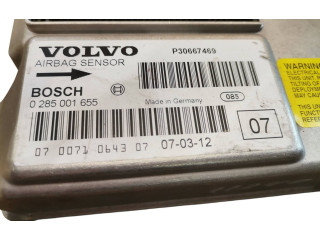 VOLVO
P30667469
AIRBAG SENSOR
BOSCH
0 285 001 655
Made in Germany
085
07
07 0071 0643 07 07-03-12
WARNING
ELECTRICAL